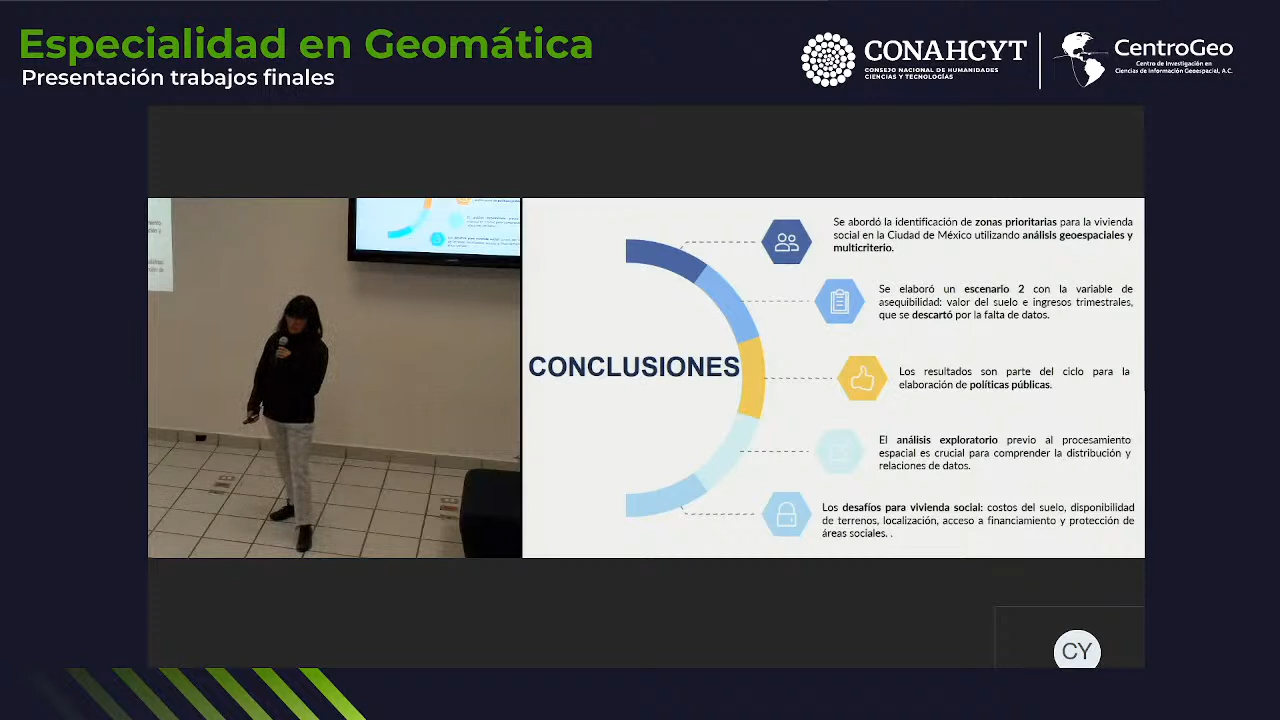 Especialidad en Geomática
Presentación trabajos finales
CONAHCYT
CONSEJO NACIONAL DE HUMANIDADES
CIENCIAS Y TECNOLOGÍAS
CentroGeo
Centro de Investigación en
Ciencias de Información Geoespacial, A.C.
CONCLUSIONES
Se abordó la identificación de zonas prioritarias para la vivienda
social en la Ciudad de México utilizando análisis geoespaciales y
multicriterio.
Se elaboró un escenario 2 con la variable de
asequibilidad: valor del suelo e ingresos trimestrales,
que se descartó por la falta de datos.
Los resultados son parte del ciclo para la
elaboración de políticas públicas.
El análisis exploratorio previo al procesamiento
espacial es crucial para comprender la distribución y
relaciones de datos.
Los desafíos para vivienda social: costos del suelo, disponibilidad
de terrenos, localización, acceso a financiamiento y protección de
áreas sociales. .
CY